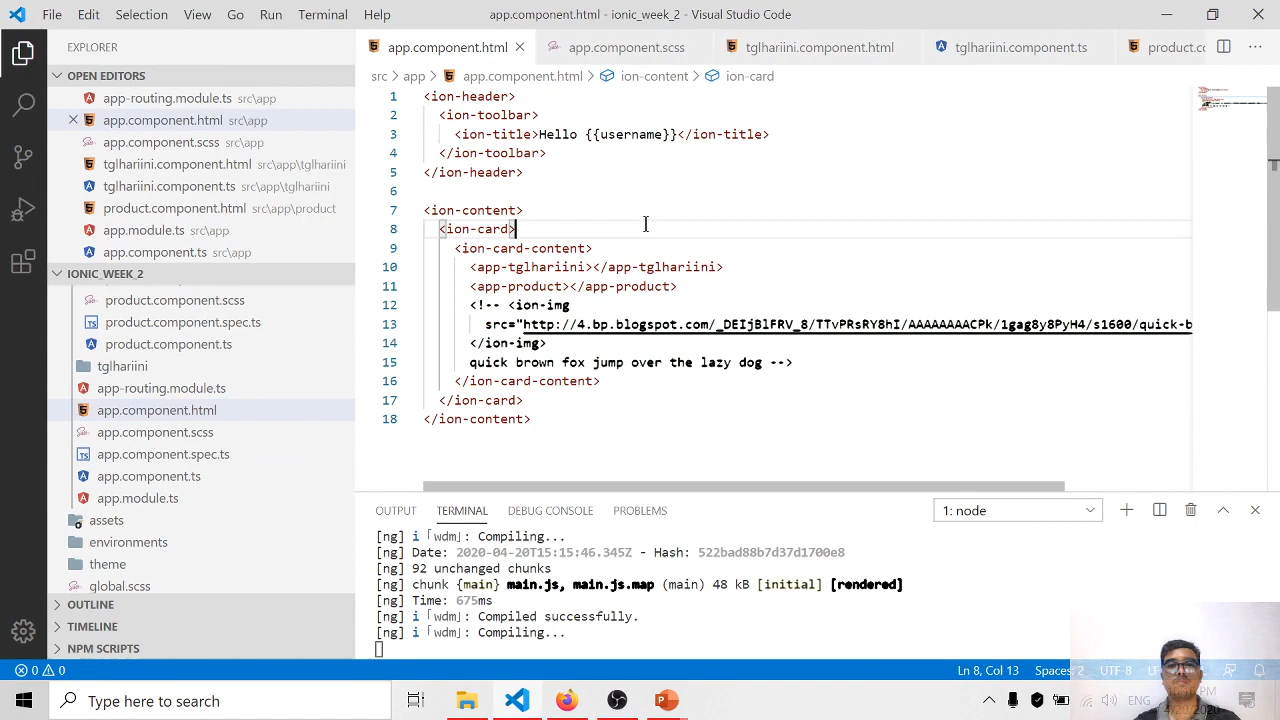 File Edit Selection View Go Run Terminal Help
app.component.html - ionic_week_2 - Visual Studio Code
EXPLORER
OPEN EDITORS
app-routing.module.ts src\app
app.component.html src\app
app.component.scss src\app
tglhariini.component.html src\app\tglhariini
tglhariini.component.ts src\app\tglhariini
product.component.html src\app\product
app.module.ts src\app
app.component.ts src\app
IONIC_WEEK_2
product.component.scss
product.component.spec.ts
product.component.ts
tglhariini
app-routing.module.ts
app.component.html
app.component.scss
app.component.spec.ts
app.component.ts
app.module.ts
assets
environments
theme
global.scss
OUTLINE
TIMELINE
NPM SCRIPTS
app.component.html app.component.scss tglhariini.component.html tglhariini.component.ts product.cc
src > app > app.component.html > ion-content > ion-card
1 <ion-header>
2 <ion-toolbar>
3 <ion-title>Hello {{username}}</ion-title>
4 </ion-toolbar>
5 </ion-header>
6
7 <ion-content>
8 <ion-card>
9 <ion-card-content>
10 <app-tglhariini></app-tglhariini>
11 <app-product></app-product>
12 <!-- <ion-img
13 src="http://4.bp.blogspot.com/_DEIjBlFRV_8/TTvPRsRY8hI/AAAAAAAACPk/1gag8y8PyH4/s1600/quick-b
14 </ion-img>
15 quick brown fox jump over the lazy dog -->
16 </ion-card-content>
17 </ion-card>
18 </ion-content>
OUTPUT TERMINAL DEBUG CONSOLE PROBLEMS
1: node
[ng] i 「wdm」: Compiling...
[ng] Date: 2020-04-20T15:15:46.345Z - Hash: 522bad88b7d37d1700e8
[ng] 92 unchanged chunks
[ng] chunk {main} main.js, main.js.map (main) 48 kB [initial] [rendered]
[ng] Time: 675ms
[ng] i 「wdm」: Compiled successfully.
[ng] i 「wdm」: Compiling...
0 0
Ln 8, Col 13 Spaces: 2 UTF-8 LF
Type here to search
ENG